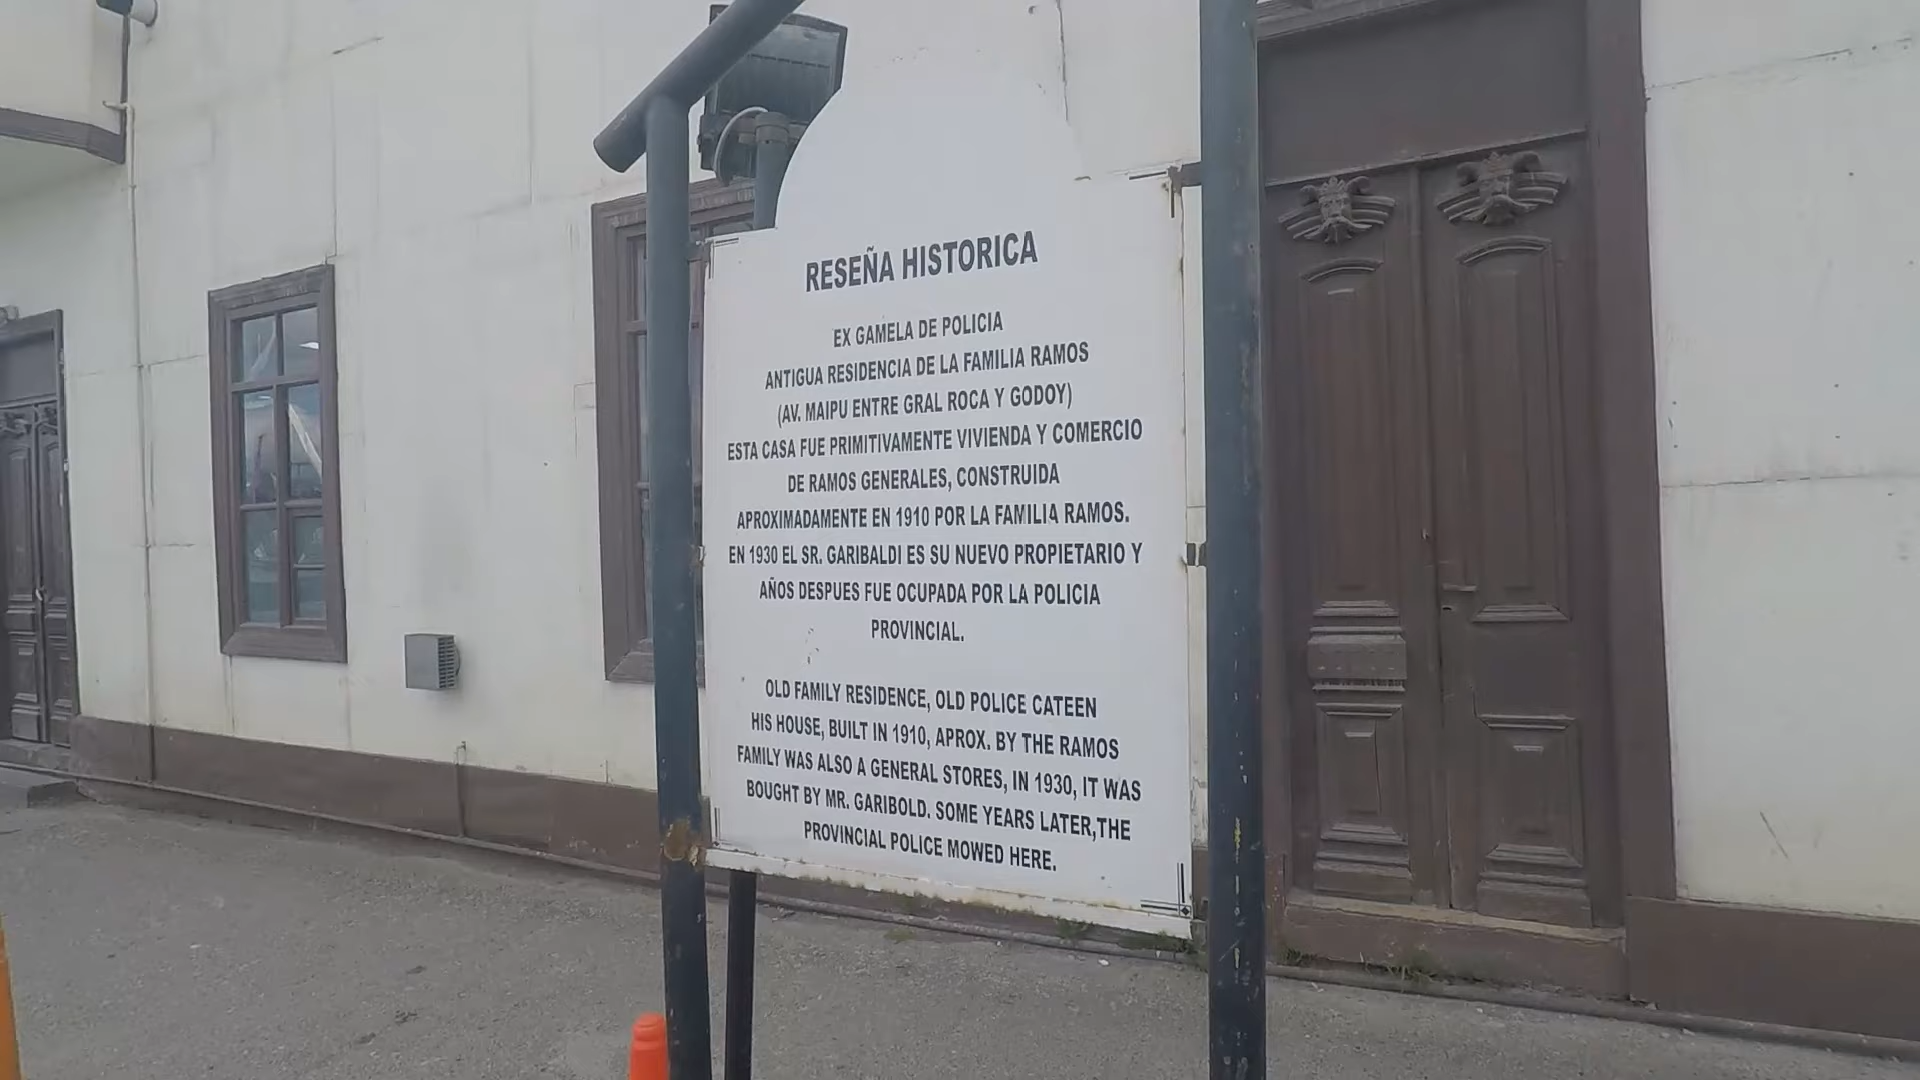 RESEÑA HISTORICA
EX GAMELA DE POLICIA
ANTIGUA RESIDENCIA DE LA FAMILIA RAMOS
(AV. MAIPU ENTRE GRAL ROCA Y GODOY)
ESTA CASA FUE PRIMITIVAMENTE VIVIENDA Y COMERCIO
DE RAMOS GENERALES, CONSTRUIDA
APROXIMADAMENTE EN 1910 POR LA FAMILIA RAMOS.
EN 1930 EL SR. GARIBALDI ES SU NUEVO PROPIETARIO Y
AÑOS DESPUES FUE OCUPADA POR LA POLICIA
PROVINCIAL.
OLD FAMILY RESIDENCE, OLD POLICE CATEEN
HIS HOUSE, BUILT IN 1910, APROX. BY THE RAMOS
FAMILY WAS ALSO A GENERAL STORES, IN 1930, IT WAS
BOUGHT BY MR. GARIBOLD. SOME YEARS LATER,THE
PROVINCIAL POLICE MOWED HERE.